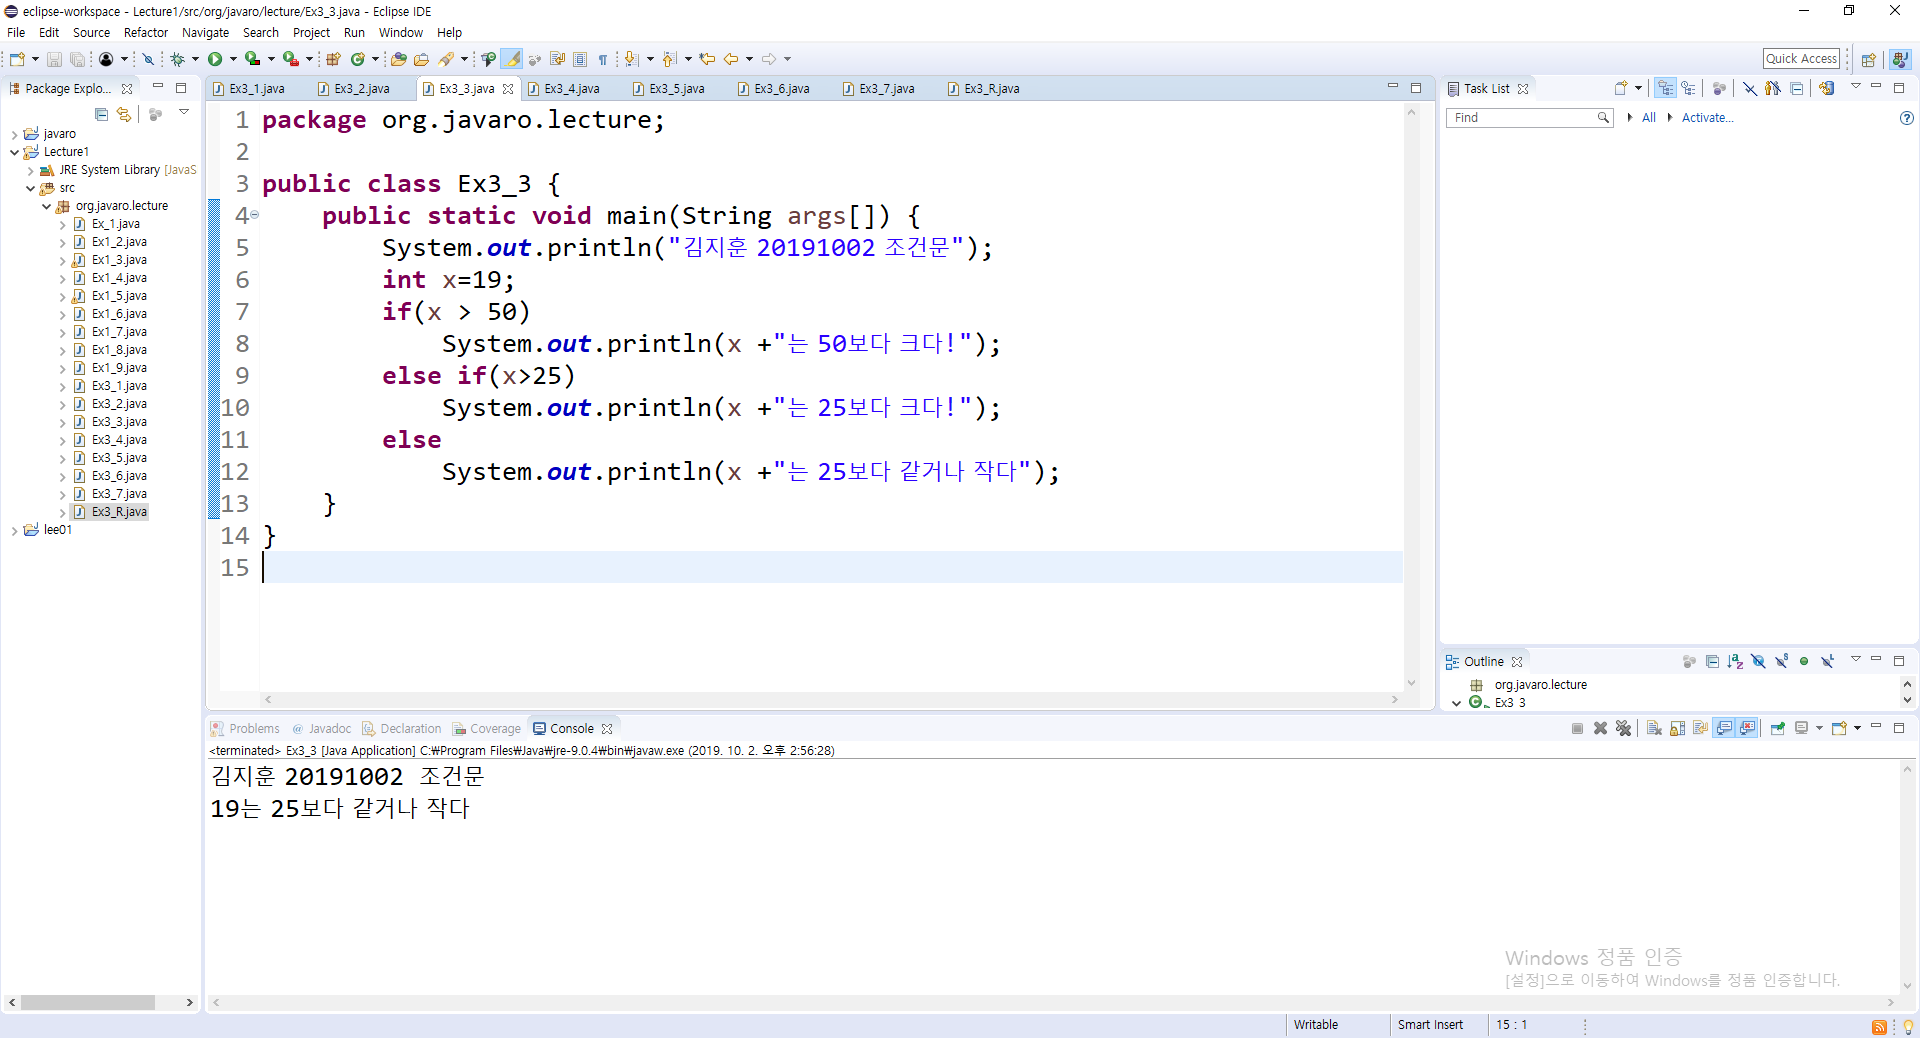 eclipse-workspace - Lecture1/src/org/javaro/lecture/Ex3_3.java - Eclipse IDE
File Edit Source Refactor Navigate Search Project Run Window Help
Quick Access
Package Explo...
javaro
Lecture1
JRE System Library [JavaS
src
org.javaro.lecture
Ex_1.java
Ex1_2.java
Ex1_3.java
Ex1_4.java
Ex1_5.java
Ex1_6.java
Ex1_7.java
Ex1_8.java
Ex1_9.java
Ex3_1.java
Ex3_2.java
Ex3_3.java
Ex3_4.java
Ex3_5.java
Ex3_6.java
Ex3_7.java
Ex3_R.java
lee01
Ex3_1.java Ex3_2.java Ex3_3.java Ex3_4.java Ex3_5.java Ex3_6.java Ex3_7.java Ex3_R.java
1 package org.javaro.lecture;
2
3 public class Ex3_3 {
4 public static void main(String args[]) {
5 System.out.println("김지훈 20191002 조건문");
6 int x=19;
7 if(x > 50)
8 System.out.println(x +"는 50보다 크다!");
9 else if(x>25)
10 System.out.println(x +"는 25보다 크다!");
11 else
12 System.out.println(x +"는 25보다 같거나 작다");
13 }
14 }
15
Task List
Find All Activate...
Outline
org.javaro.lecture
Ex3_3
Problems @ Javadoc Declaration Coverage Console
<terminated> Ex3_3 [Java Application] C:₩Program Files₩Java₩jre-9.0.4₩bin₩javaw.exe (2019. 10. 2. 오후 2:56:28)
김지훈 20191002 조건문
19는 25보다 같거나 작다
Windows 정품 인증
[설정]으로 이동하여 Windows를 정품 인증합니다.
Writable Smart Insert 15 : 1